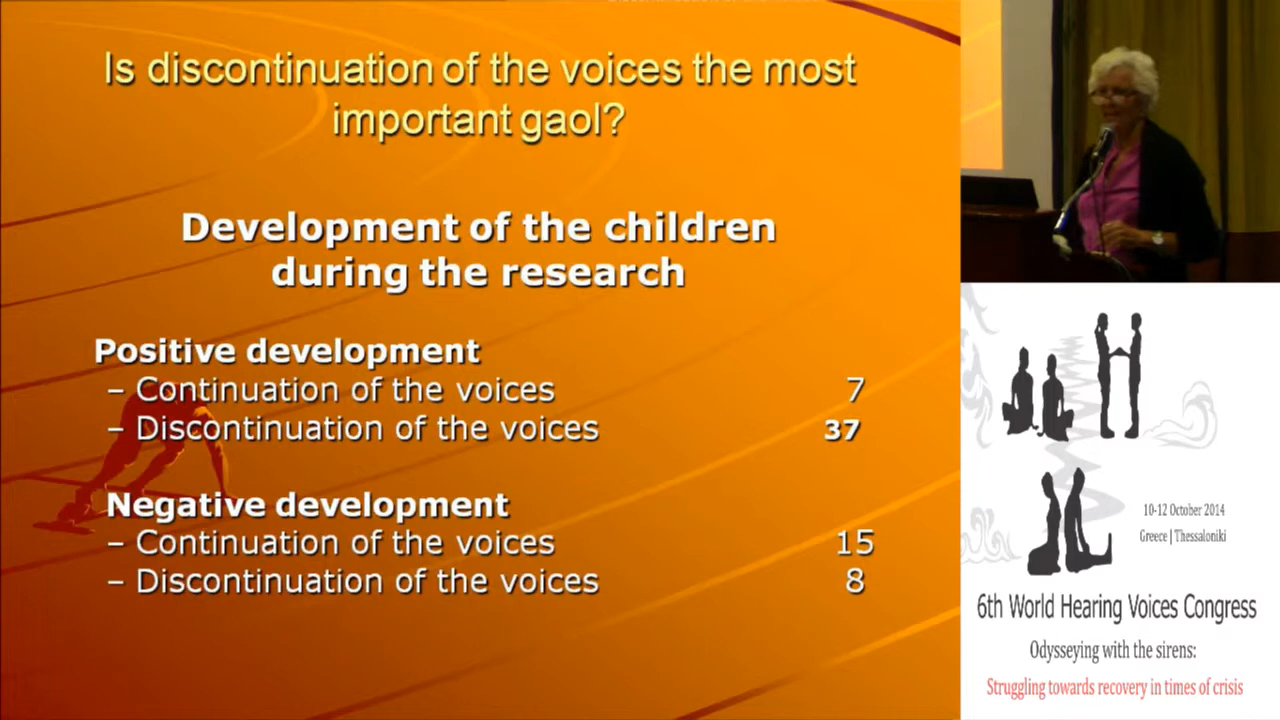 Is discontinuation of the voices the most
important gaol?
Development of the children
during the research
Positive development
– Continuation of the voices 7
– Discontinuation of the voices 37
Negative development
– Continuation of the voices 15
– Discontinuation of the voices 8
10-12 October 2014
Greece | Thessaloniki
6th World Hearing Voices Congress
Odysseying with the sirens:
Struggling towards recovery in times of crisis